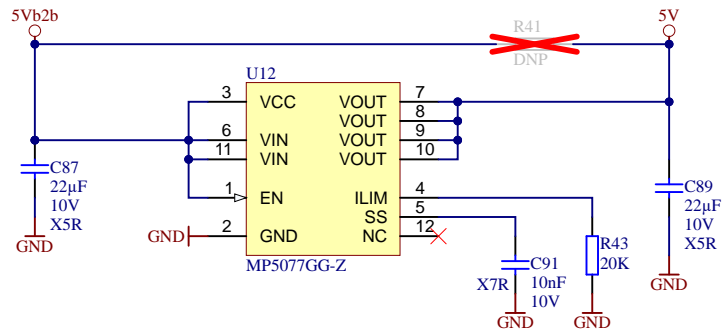 5Vb2b
R41
DNP
5V
U12
3 VCC VOUT 7
VOUT 8
6 VIN VOUT 9
11 VIN VOUT 10
1 EN ILIM 4
SS 5
2 GND NC 12
GND
MP5077GG-Z
C87
22µF
10V
X5R
GND
C89
22µF
10V
X5R
GND
R43
20K
GND
X7R
C91
10nF
10V
GND